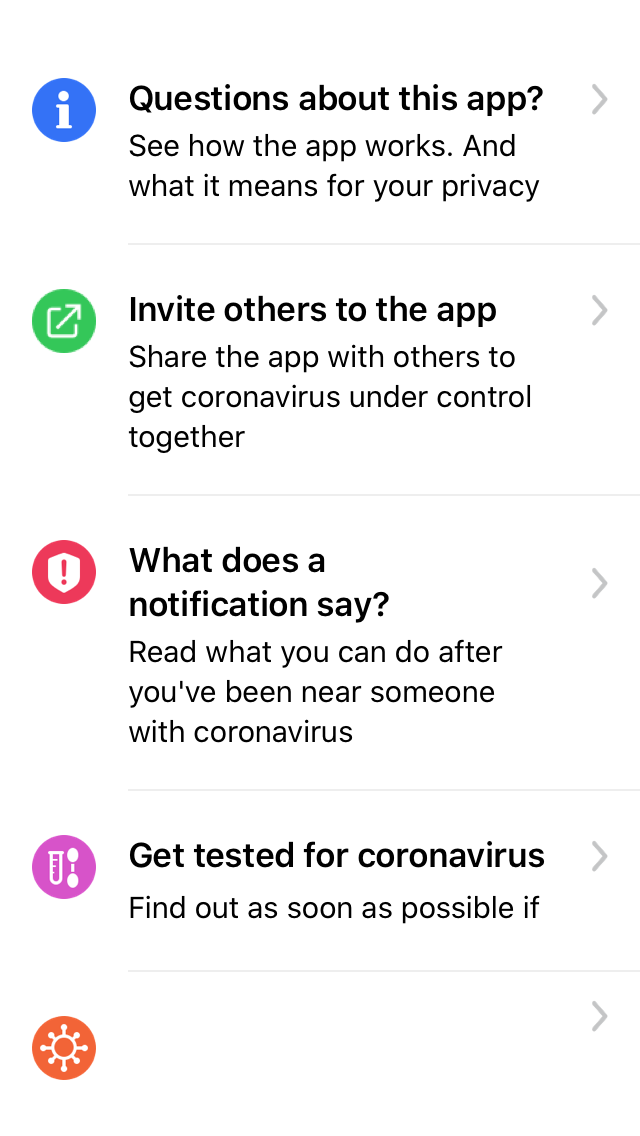 Questions about this app?
See how the app works. And
what it means for your privacy
Invite others to the app
Share the app with others to
get coronavirus under control
together
What does a
notification say?
Read what you can do after
you've been near someone
with coronavirus
Get tested for coronavirus
Find out as soon as possible if